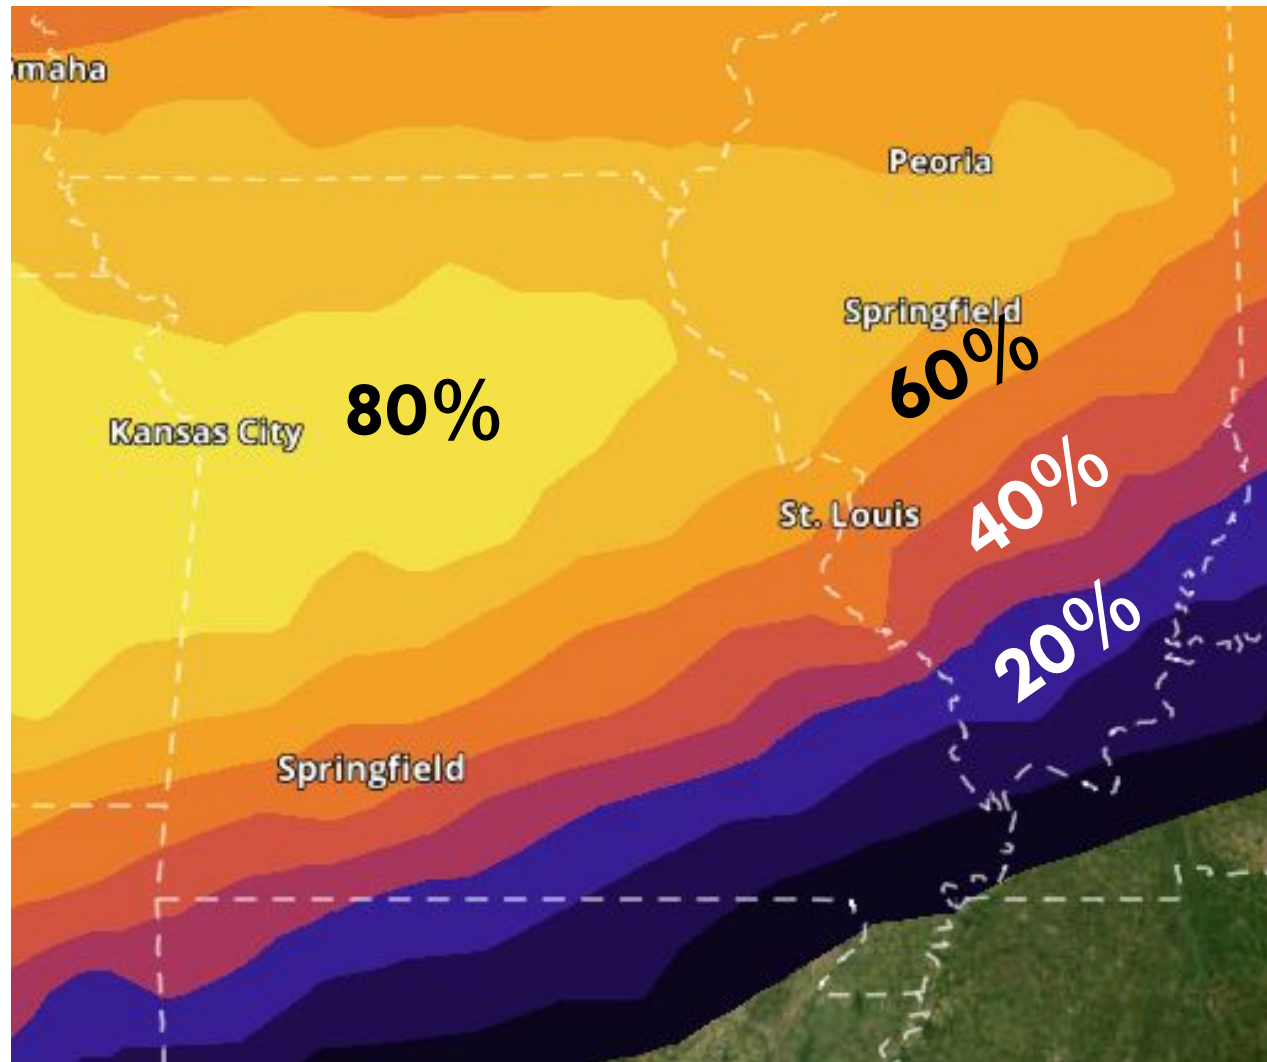 maha
Peoria
Springfield
60%
80%
Kansas City
40%
St. Louis
20%
Springfield